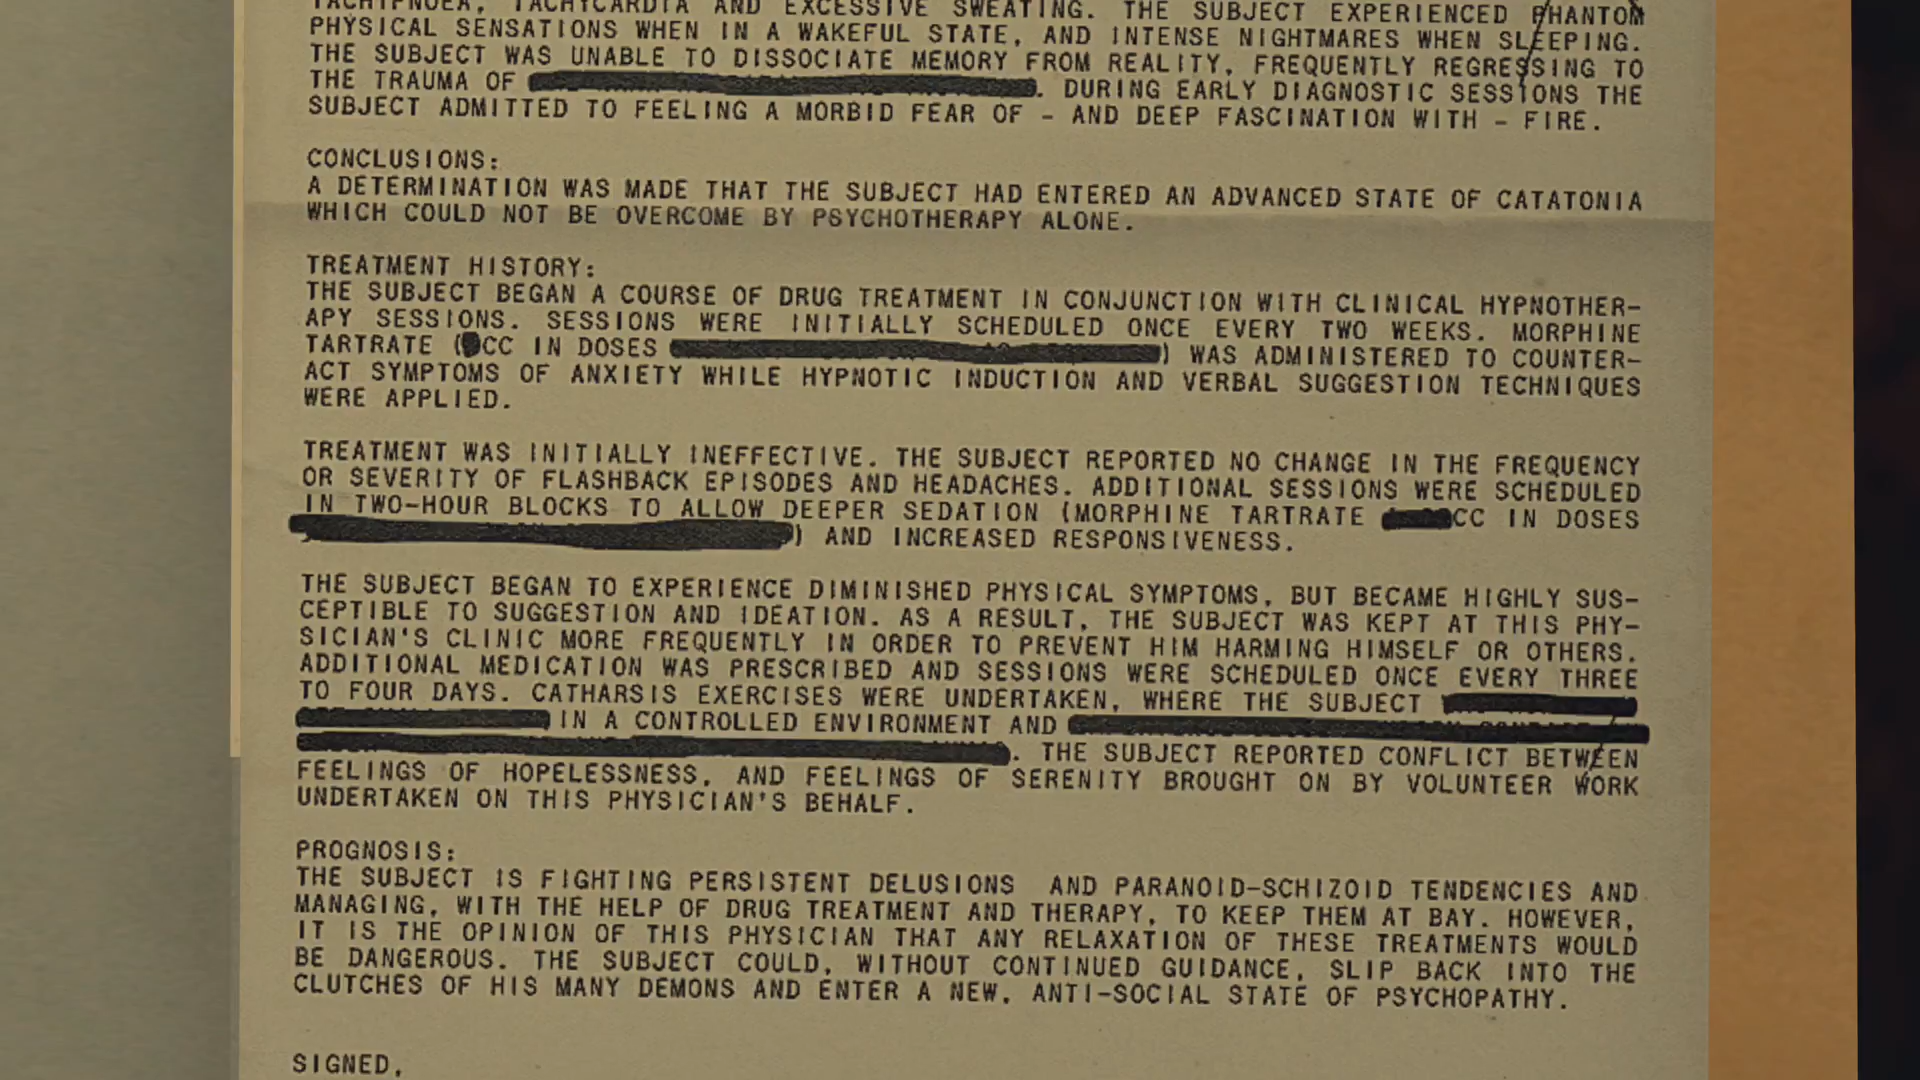 TACHYPNOEA, TACHYCARDIA AND EXCESSIVE SWEATING. THE SUBJECT EXPERIENCED PHANTOM
PHYSICAL SENSATIONS WHEN IN A WAKEFUL STATE, AND INTENSE NIGHTMARES WHEN SLEEPING.
THE SUBJECT WAS UNABLE TO DISSOCIATE MEMORY FROM REALITY, FREQUENTLY REGRESSING TO
THE TRAUMA OF . DURING EARLY DIAGNOSTIC SESSIONS THE
SUBJECT ADMITTED TO FEELING A MORBID FEAR OF - AND DEEP FASCINATION WITH - FIRE.
CONCLUSIONS:
A DETERMINATION WAS MADE THAT THE SUBJECT HAD ENTERED AN ADVANCED STATE OF CATATONIA
WHICH COULD NOT BE OVERCOME BY PSYCHOTHERAPY ALONE.
TREATMENT HISTORY:
THE SUBJECT BEGAN A COURSE OF DRUG TREATMENT IN CONJUNCTION WITH CLINICAL HYPNOTHER-
APY SESSIONS. SESSIONS WERE INITIALLY SCHEDULED ONCE EVERY TWO WEEKS. MORPHINE
TARTRATE ( CC IN DOSES ) WAS ADMINISTERED TO COUNTER-
ACT SYMPTOMS OF ANXIETY WHILE HYPNOTIC INDUCTION AND VERBAL SUGGESTION TECHNIQUES
WERE APPLIED.
TREATMENT WAS INITIALLY INEFFECTIVE. THE SUBJECT REPORTED NO CHANGE IN THE FREQUENCY
OR SEVERITY OF FLASHBACK EPISODES AND HEADACHES. ADDITIONAL SESSIONS WERE SCHEDULED
IN TWO-HOUR BLOCKS TO ALLOW DEEPER SEDATION (MORPHINE TARTRATE CC IN DOSES
) AND INCREASED RESPONSIVENESS.
THE SUBJECT BEGAN TO EXPERIENCE DIMINISHED PHYSICAL SYMPTOMS, BUT BECAME HIGHLY SUS-
CEPTIBLE TO SUGGESTION AND IDEATION. AS A RESULT, THE SUBJECT WAS KEPT AT THIS PHY-
SICIAN'S CLINIC MORE FREQUENTLY IN ORDER TO PREVENT HIM HARMING HIMSELF OR OTHERS.
ADDITIONAL MEDICATION WAS PRESCRIBED AND SESSIONS WERE SCHEDULED ONCE EVERY THREE
TO FOUR DAYS. CATHARSIS EXERCISES WERE UNDERTAKEN, WHERE THE SUBJECT
IN A CONTROLLED ENVIRONMENT AND
. THE SUBJECT REPORTED CONFLICT BETWEEN
FEELINGS OF HOPELESSNESS, AND FEELINGS OF SERENITY BROUGHT ON BY VOLUNTEER WORK
UNDERTAKEN ON THIS PHYSICIAN'S BEHALF.
PROGNOSIS:
THE SUBJECT IS FIGHTING PERSISTENT DELUSIONS AND PARANOID-SCHIZOID TENDENCIES AND
MANAGING, WITH THE HELP OF DRUG TREATMENT AND THERAPY, TO KEEP THEM AT BAY. HOWEVER,
IT IS THE OPINION OF THIS PHYSICIAN THAT ANY RELAXATION OF THESE TREATMENTS WOULD
BE DANGEROUS. THE SUBJECT COULD, WITHOUT CONTINUED GUIDANCE, SLIP BACK INTO THE
CLUTCHES OF HIS MANY DEMONS AND ENTER A NEW, ANTI-SOCIAL STATE OF PSYCHOPATHY.
SIGNED,